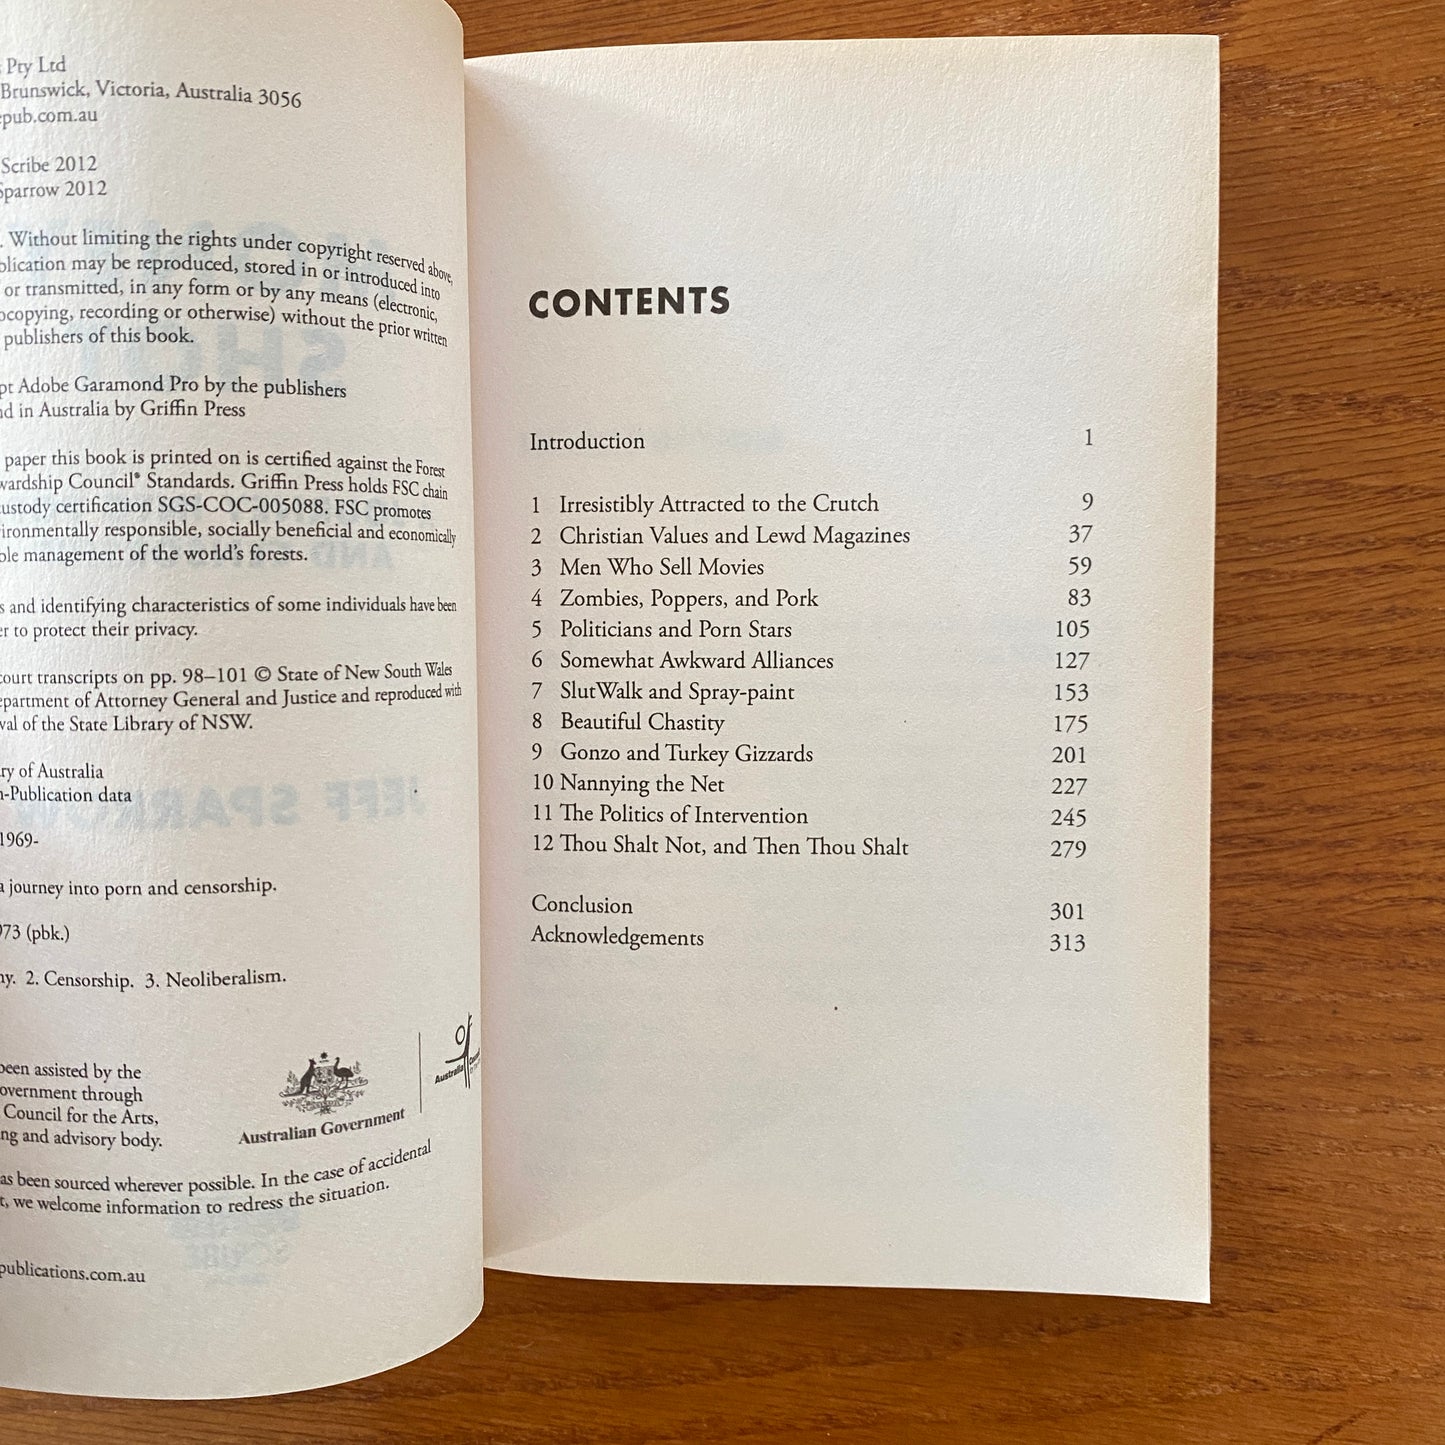 Pty Ltd
Brunswick, Victoria, Australia 3056
epub.com.au
Scribe 2012
Sparrow 2012
. Without limiting the rights under copyright reserved above,
blication may be reproduced, stored in or introduced into
or transmitted, in any form or by any means (electronic,
ocopying, recording or otherwise) without the prior written
publishers of this book.
pt Adobe Garamond Pro by the publishers
nd in Australia by Griffin Press
paper this book is printed on is certified against the Forest
wardship Council® Standards. Griffin Press holds FSC chain
custody certification SGS-COC-005088. FSC promotes
ironmentally responsible, socially beneficial and economically
ble management of the world's forests.
s and identifying characteristics of some individuals have been
er to protect their privacy.
court transcripts on pp. 98–101 © State of New South Wales
epartment of Attorney General and Justice and reproduced with
val of the State Library of NSW.
ry of Australia
n-Publication data
1969-
a journey into porn and censorship.
973 (pbk.)
hy. 2. Censorship. 3. Neoliberalism.
been assisted by the
overnment through
Council for the Arts,
ng and advisory body.
Australian Government
Australia
as been sourced wherever possible. In the case of accidental
t, we welcome information to redress the situation.
publications.com.au
CONTENTS
Introduction 1
1 Irresistibly Attracted to the Crutch 9
2 Christian Values and Lewd Magazines 37
3 Men Who Sell Movies 59
4 Zombies, Poppers, and Pork 83
5 Politicians and Porn Stars 105
6 Somewhat Awkward Alliances 127
7 SlutWalk and Spray-paint 153
8 Beautiful Chastity 175
9 Gonzo and Turkey Gizzards 201
10 Nannying the Net 227
11 The Politics of Intervention 245
12 Thou Shalt Not, and Then Thou Shalt 279
Conclusion 301
Acknowledgements 313